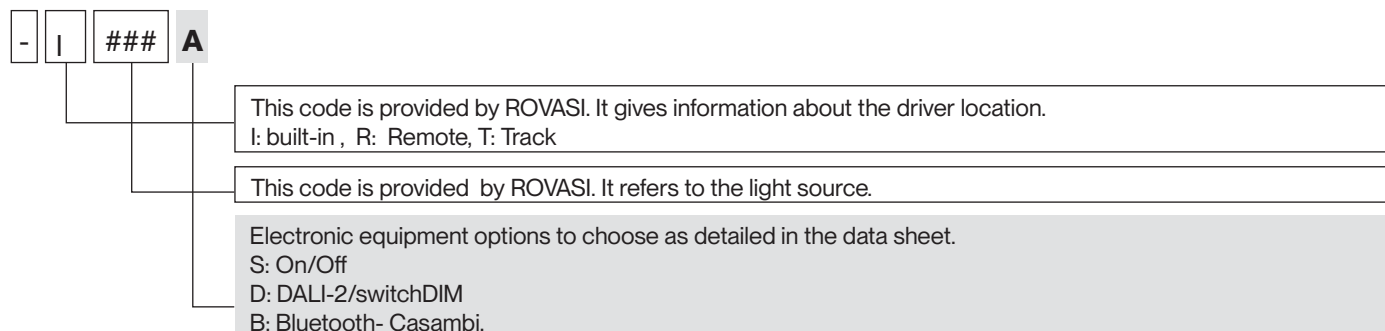 - I ### A
This code is provided by ROVASI. It gives information about the driver location.
I: built-in , R: Remote, T: Track
This code is provided by ROVASI. It refers to the light source.
Electronic equipment options to choose as detailed in the data sheet.
S: On/Off
D: DALI-2/switchDIM
B: Bluetooth- Casambi.